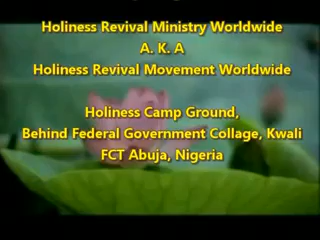 Holiness Revival Ministry Worldwide
A. K. A
Holiness Revival Movement Worldwide
Holiness Camp Ground,
Behind Federal Government Collage, Kwali
FCT Abuja, Nigeria